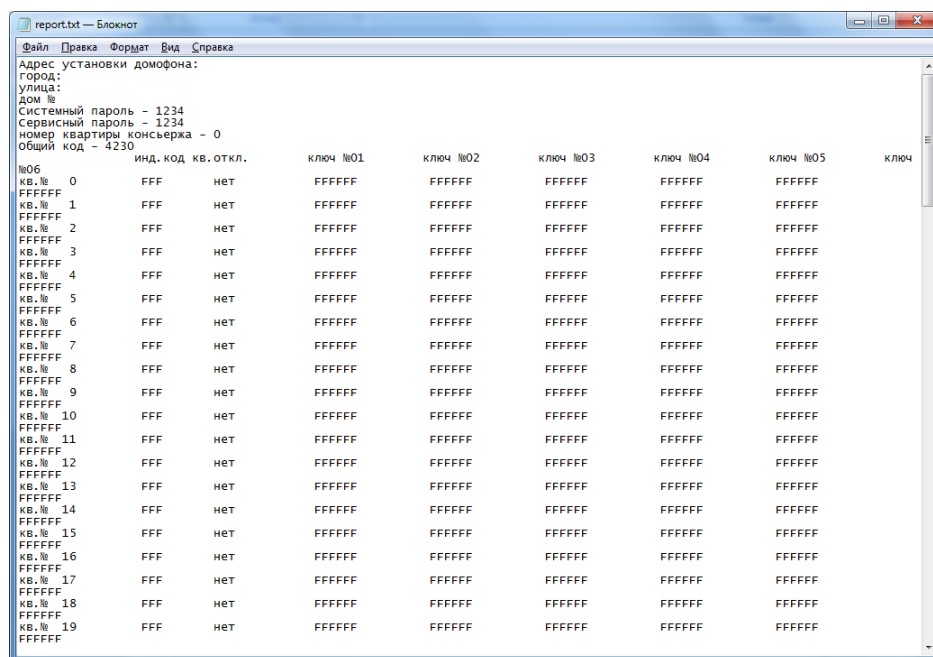 report.txt — Блокнот
Файл Правка Формат Вид Справка
Адрес установки домофона:
город:
улица:
дом №
Системный пароль - 1234
Сервисный пароль - 1234
номер квартиры консьержа - 0
Общий код - 4230
инд.код кв.откл. ключ №01 ключ №02 ключ №03 ключ №04 ключ №05 ключ
№06
кв.№ 0 FFF нет FFFFFF FFFFFF FFFFFF FFFFFF FFFFFF
FFFFFF
кв.№ 1 FFF нет FFFFFF FFFFFF FFFFFF FFFFFF FFFFFF
FFFFFF
кв.№ 2 FFF нет FFFFFF FFFFFF FFFFFF FFFFFF FFFFFF
FFFFFF
кв.№ 3 FFF нет FFFFFF FFFFFF FFFFFF FFFFFF FFFFFF
FFFFFF
кв.№ 4 FFF нет FFFFFF FFFFFF FFFFFF FFFFFF FFFFFF
FFFFFF
кв.№ 5 FFF нет FFFFFF FFFFFF FFFFFF FFFFFF FFFFFF
FFFFFF
кв.№ 6 FFF нет FFFFFF FFFFFF FFFFFF FFFFFF FFFFFF
FFFFFF
кв.№ 7 FFF нет FFFFFF FFFFFF FFFFFF FFFFFF FFFFFF
FFFFFF
кв.№ 8 FFF нет FFFFFF FFFFFF FFFFFF FFFFFF FFFFFF
FFFFFF
кв.№ 9 FFF нет FFFFFF FFFFFF FFFFFF FFFFFF FFFFFF
FFFFFF
кв.№ 10 FFF нет FFFFFF FFFFFF FFFFFF FFFFFF FFFFFF
FFFFFF
кв.№ 11 FFF нет FFFFFF FFFFFF FFFFFF FFFFFF FFFFFF
FFFFFF
кв.№ 12 FFF нет FFFFFF FFFFFF FFFFFF FFFFFF FFFFFF
FFFFFF
кв.№ 13 FFF нет FFFFFF FFFFFF FFFFFF FFFFFF FFFFFF
FFFFFF
кв.№ 14 FFF нет FFFFFF FFFFFF FFFFFF FFFFFF FFFFFF
FFFFFF
кв.№ 15 FFF нет FFFFFF FFFFFF FFFFFF FFFFFF FFFFFF
FFFFFF
кв.№ 16 FFF нет FFFFFF FFFFFF FFFFFF FFFFFF FFFFFF
FFFFFF
кв.№ 17 FFF нет FFFFFF FFFFFF FFFFFF FFFFFF FFFFFF
FFFFFF
кв.№ 18 FFF нет FFFFFF FFFFFF FFFFFF FFFFFF FFFFFF
FFFFFF
кв.№ 19 FFF нет FFFFFF FFFFFF FFFFFF FFFFFF FFFFFF
FFFFFF